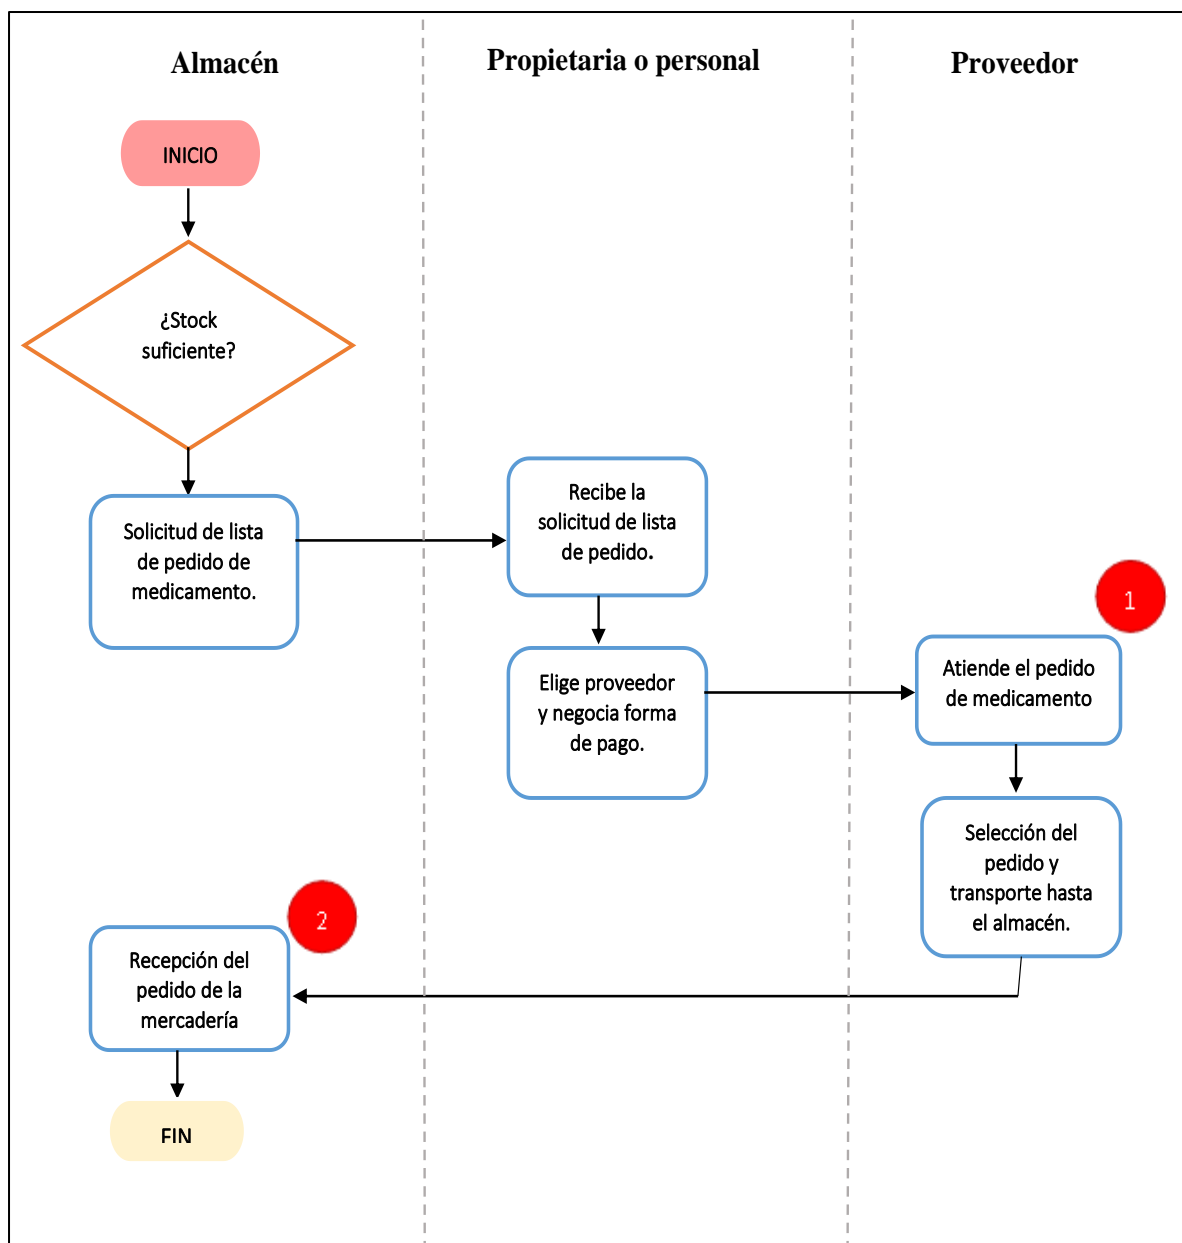 Almacén
Propietaria o personal
Proveedor
INICIO
¿Stock
suficiente?
Solicitud de lista
de pedido de
medicamento.
Recibe la
solicitud de lista
de pedido.
Elige proveedor
y negocia forma
de pago.
1
Atiende el pedido
de medicamento
Selección del
pedido y
transporte hasta
el almacén.
2
Recepción del
pedido de la
mercadería
FIN